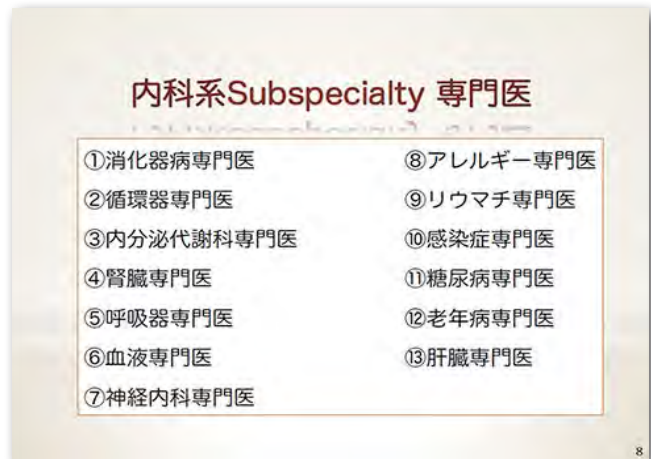 内科系Subspecialty 専門医
①消化器病専門医
②循環器専門医
③内分泌代謝科専門医
④腎臓専門医
⑤呼吸器専門医
⑥血液専門医
⑦神経内科専門医
⑧アレルギー専門医
⑨リウマチ専門医
⑩感染症専門医
⑪糖尿病専門医
⑫老年病専門医
⑬肝臓専門医
8